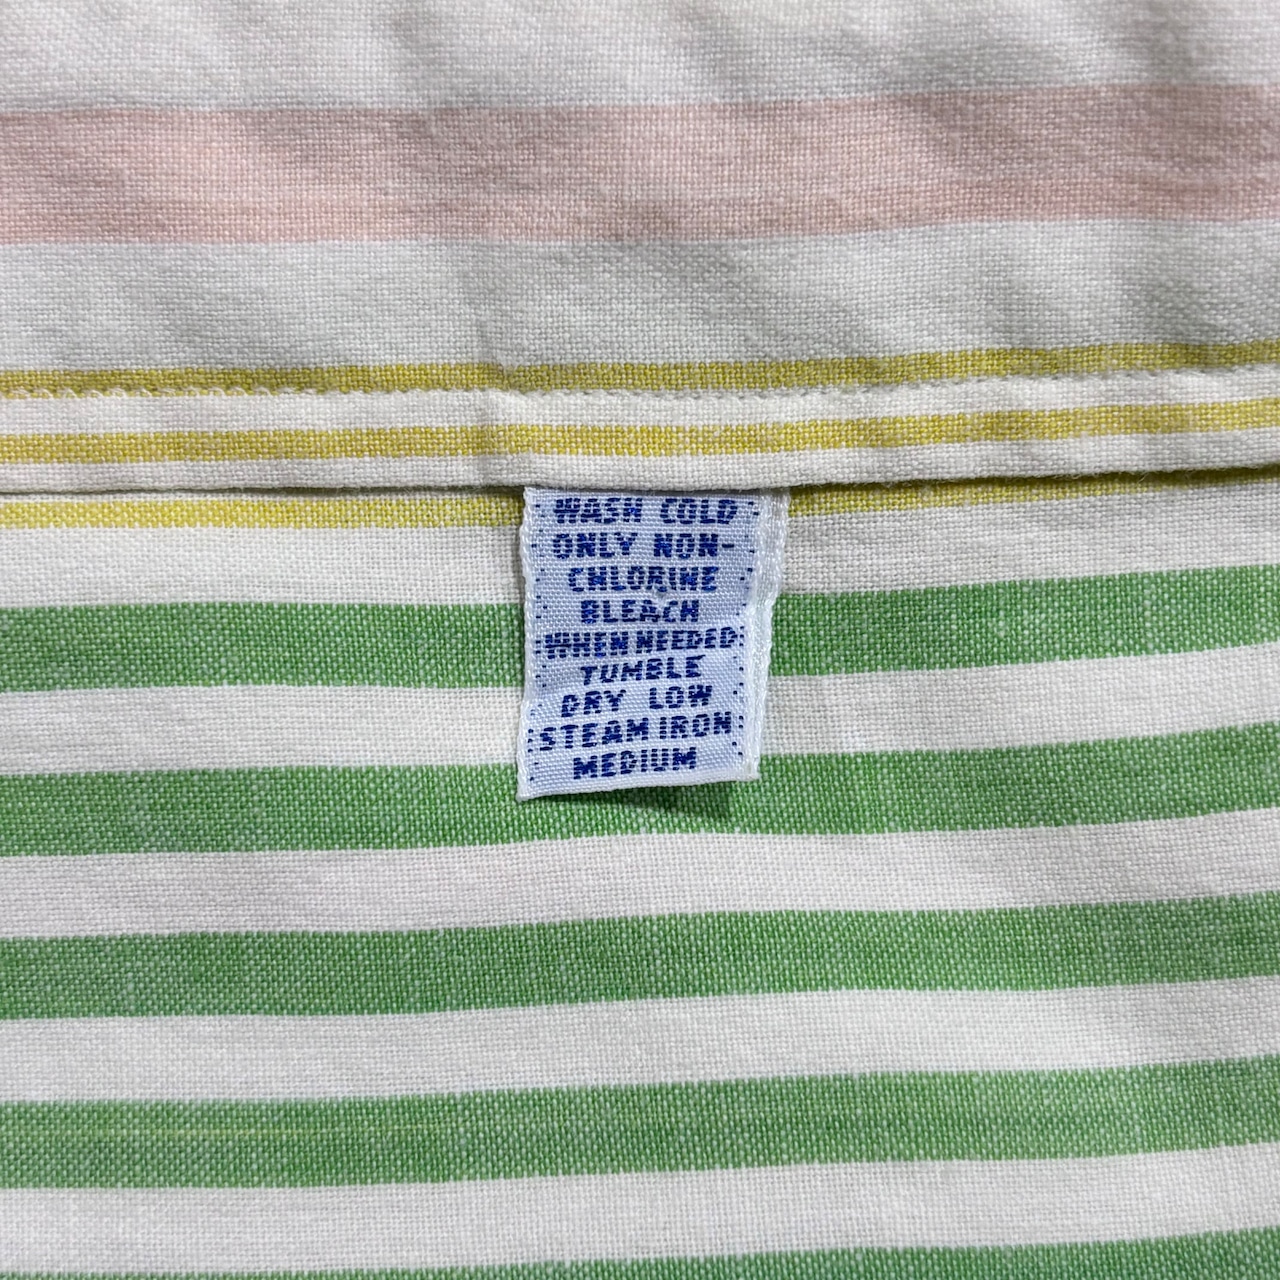 WASH COLD
ONLY NON-
CHLORINE
BLEACH
WHEN NEEDED
TUMBLE
DRY LOW
STEAM IRON
MEDIUM